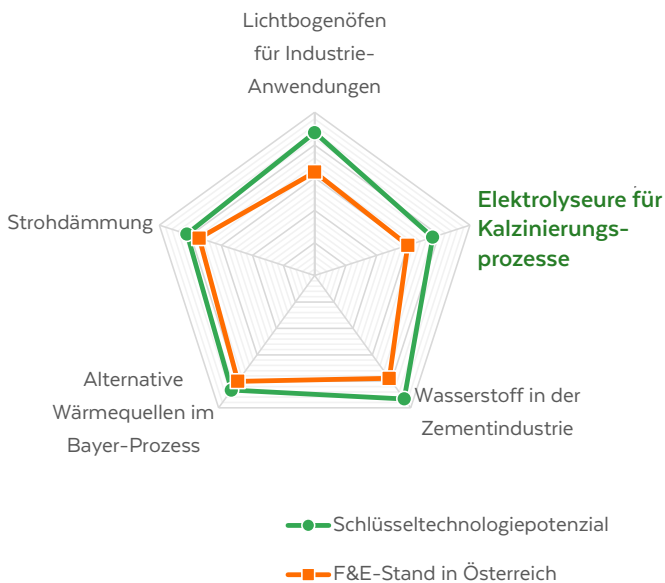 Lichtbogenöfen
für Industrie-
Anwendungen
Elektrolyseure für
Kalzinierungs-
prozesse
Strohdämmung
Alternative
Wärmequellen im
Bayer-Prozess
Wasserstoff in der
Zementindustrie
Schlüsseltechnologiepotenzial
F&E-Stand in Österreich